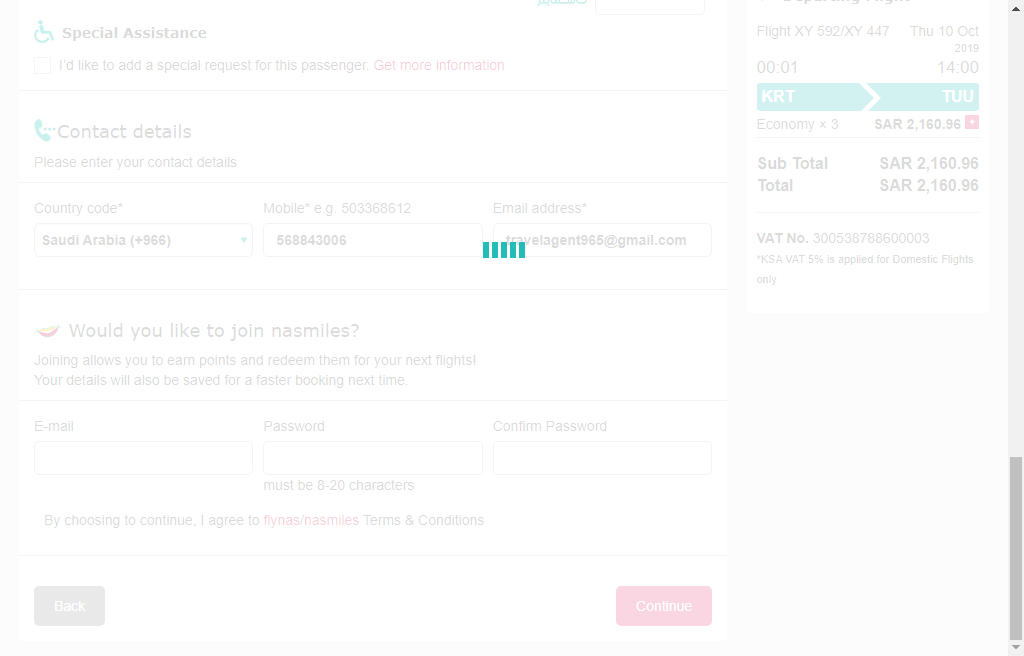 Special Assistance
I'd like to add a special request for this passenger. Get more information
Contact details
Please enter your contact details
Country code*
Mobile* e.g. 503368612
Email address*
Saudi Arabia (+966)
568843006
travelagent965@gmail.com
Would you like to join nasmiles?
Joining allows you to earn points and redeem them for your next flights!
Your details will also be saved for a faster booking next time.
E-mail
Password
Confirm Password
must be 8-20 characters
By choosing to continue, I agree to flynas/nasmiles Terms & Conditions
Back
Continue
Flight XY 592/XY 447
Thu 10 Oct
2019
00:01
14:00
KRT
TUU
Economy × 3
SAR 2,160.96 +
Sub Total
SAR 2,160.96
Total
SAR 2,160.96
VAT No. 300538788600003
*KSA VAT 5% is applied for Domestic Flights
only